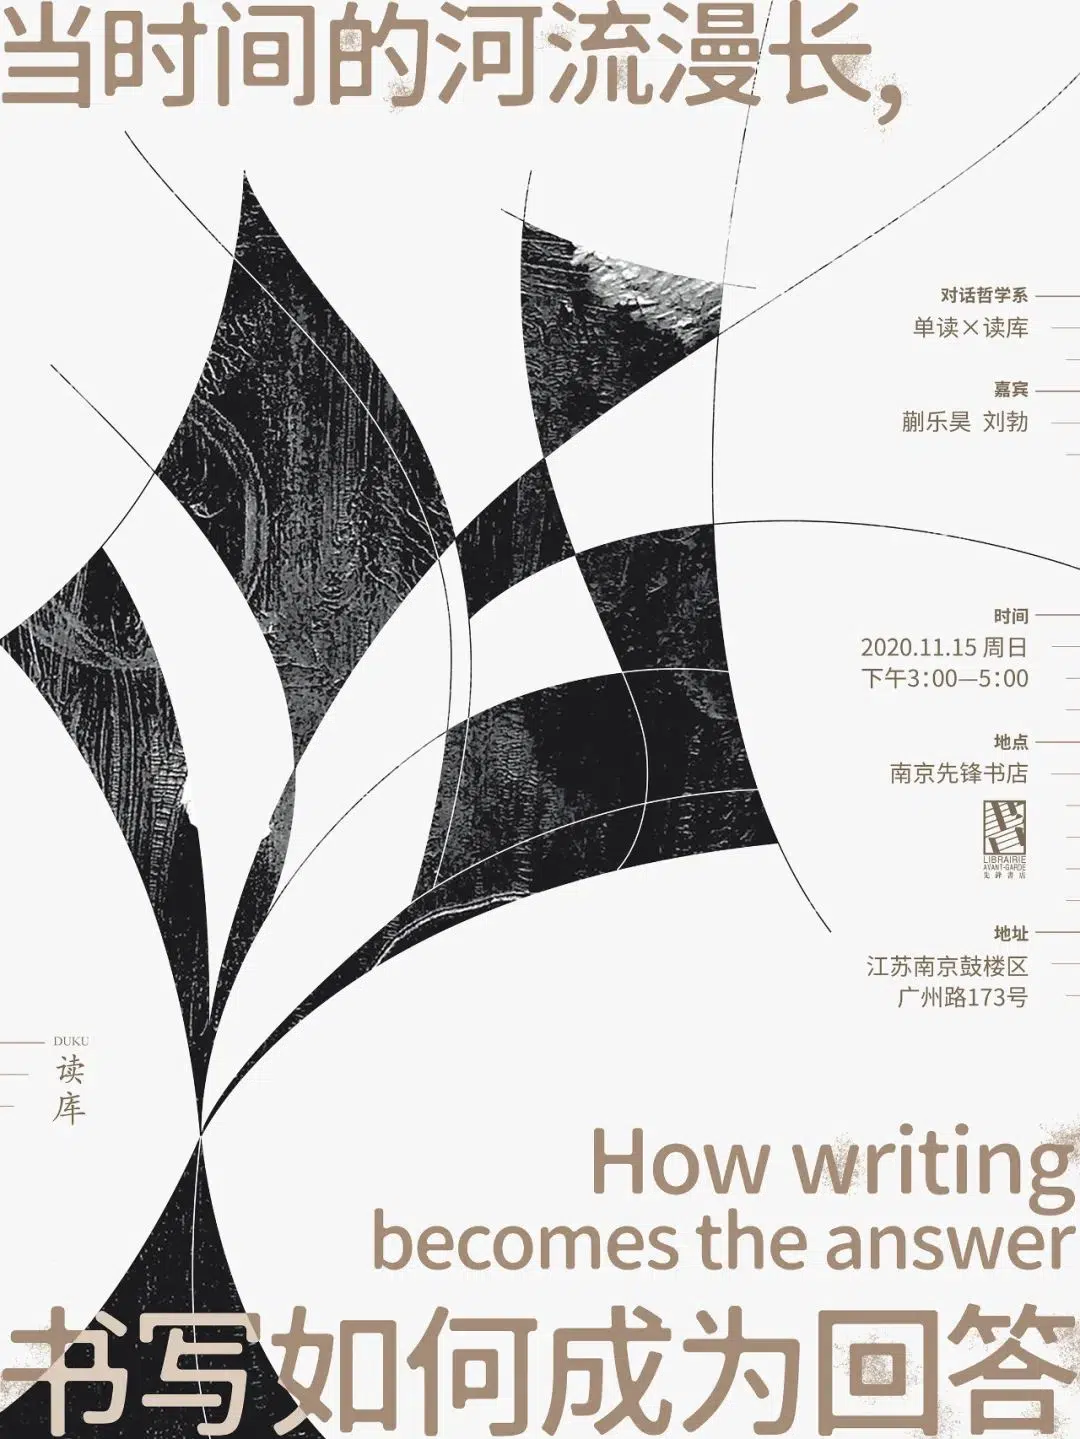 当时间的河流漫长,
对话哲学系
单读×读库
嘉宾
蒯乐昊 刘勃
时间
2020.11.15 周日
下午3:00—5:00
地点
南京先锋书店
LIBRAIRIE
AVANT-GARDE
先鋒書店
地址
江苏南京鼓楼区
广州路173号
DUKU
读
库
How writing
becomes the answer
书写如何成为回答